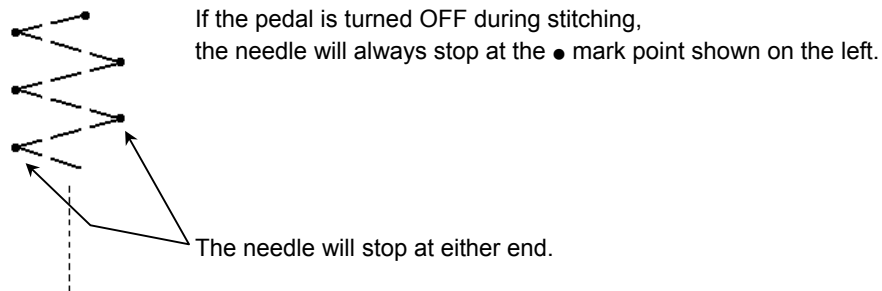 If the pedal is turned OFF during stitching,
the needle will always stop at the ● mark point shown on the left.
The needle will stop at either end.